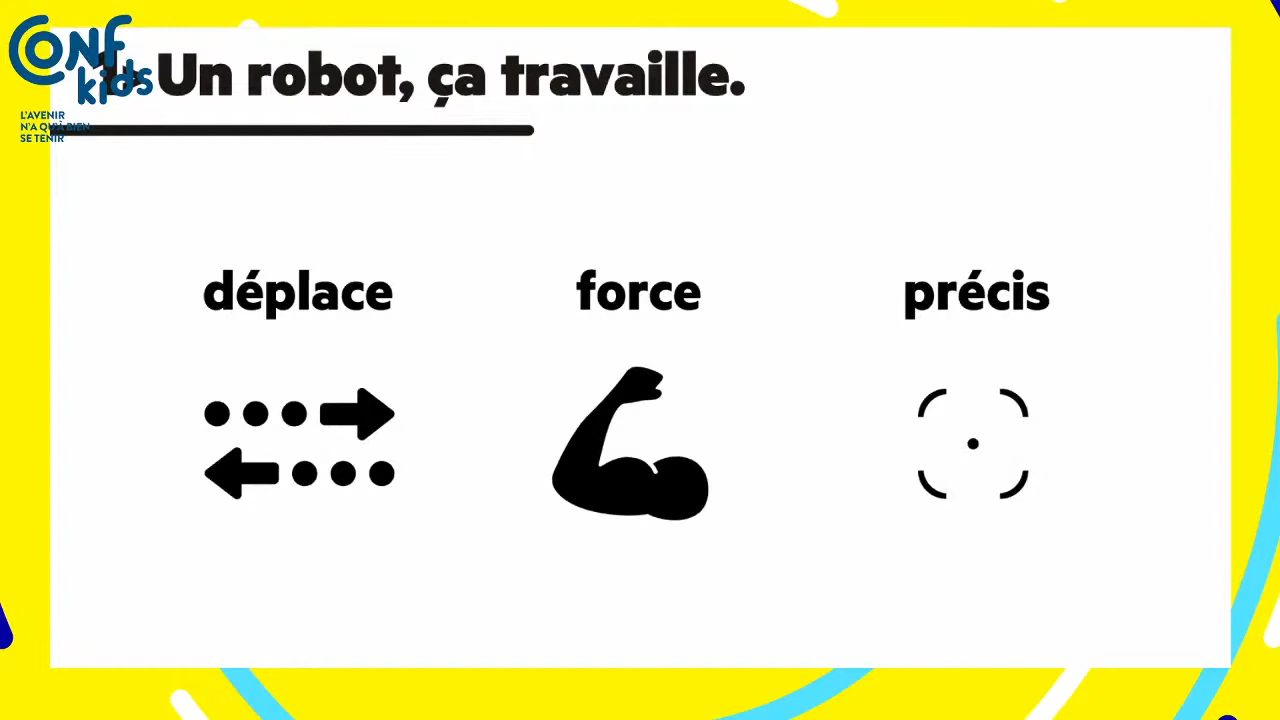 CONF
kids
L'AVENIR
N'A QU'À BIEN
SE TENIR
Un robot, ça travaille.
déplace force précis